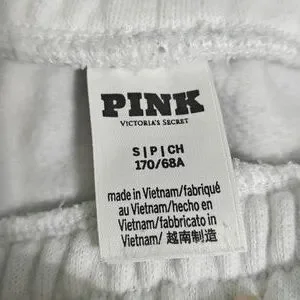 PINK
VICTORIA'S SECRET
S|P|CH
170/68A
made in Vietnam/fabriqué
au Vietnam/hecho en
Vietnam/fabbricato in
Vietnam/ 越南制造